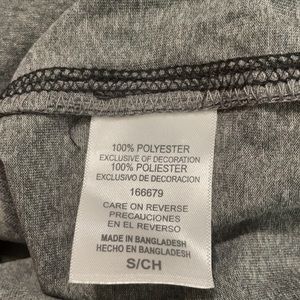 100% POLYESTER
EXCLUSIVE OF DECORATION
100% POLIESTER
EXCLUSIVO DE DECORACION
166679
CARE ON REVERSE
PRECAUCIONES
EN EL REVERSO
MADE IN BANGLADESH
HECHO EN BANGLADESH
S/CH